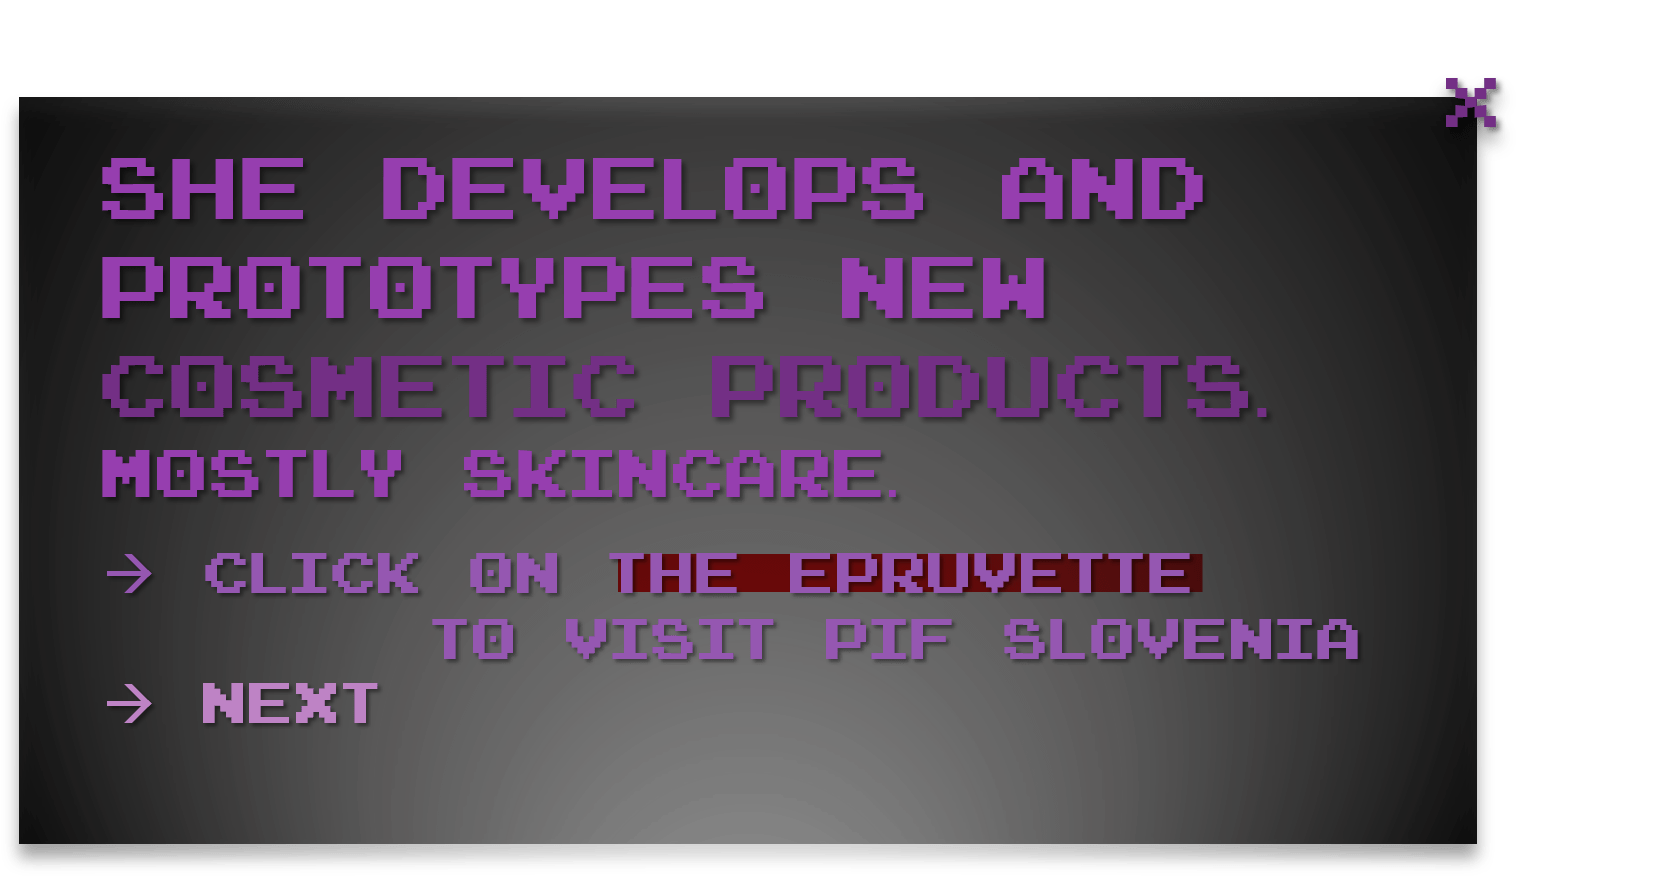 X
SHE DEVELOPS AND
PROTOTYPES NEW
COSMETIC PRODUCTS.
MOSTLY SKINCARE.
→ CLICK ON THE EPRUVETTE
TO VISIT PIF SLOVENIA
→ NEXT